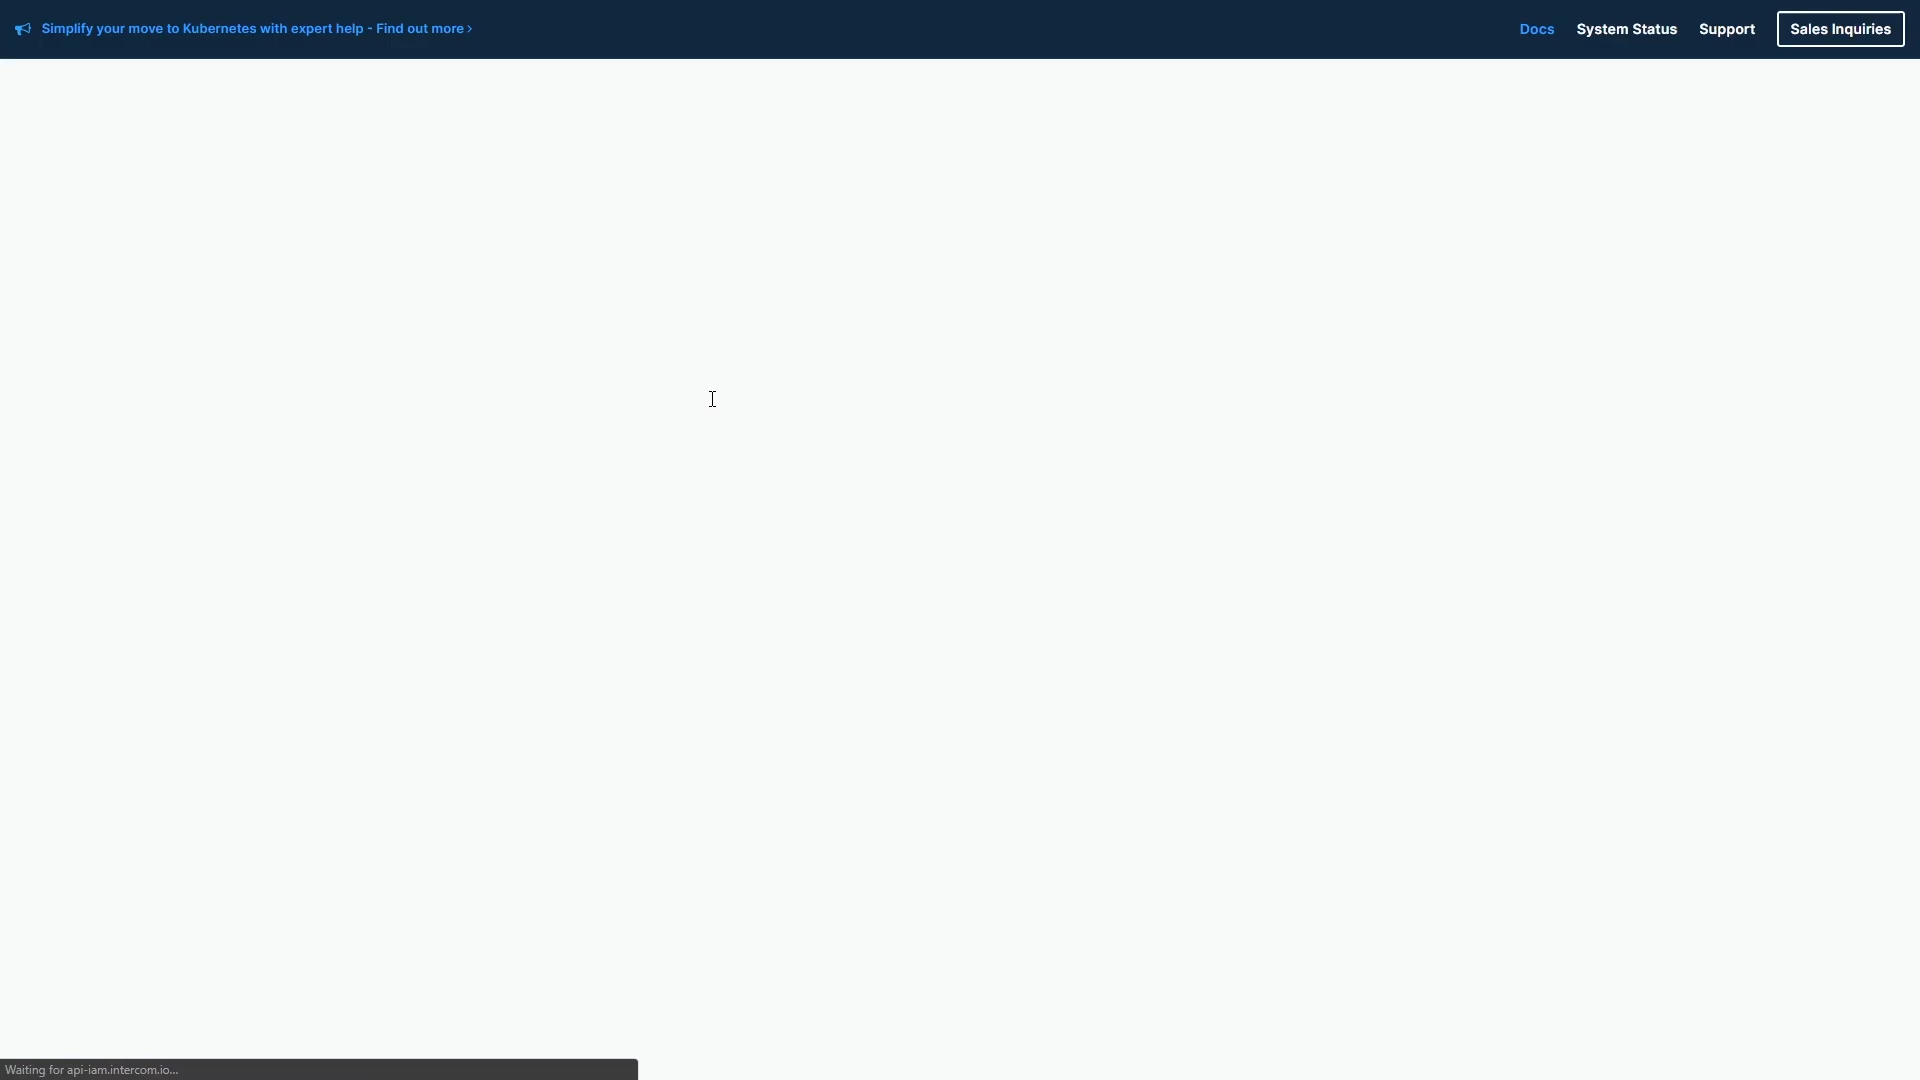 Simplify your move to Kubernetes with expert help - Find out more ›
Docs
System Status
Support
Sales Inquiries
Waiting for api-iam.intercom.io...